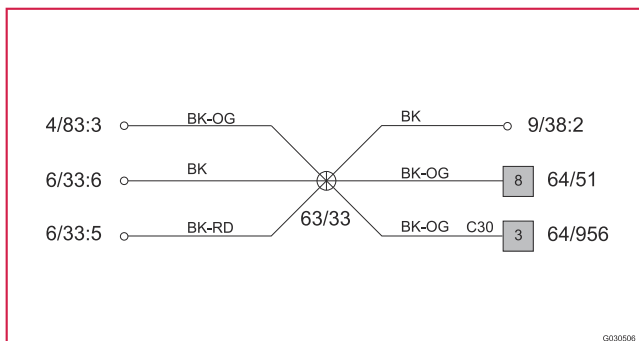 4/83:3 BK-OG BK 9/38:2
6/33:6 BK BK-OG 8 64/51
63/33
6/33:5 BK-RD BK-OG C30 3 64/956
G030506